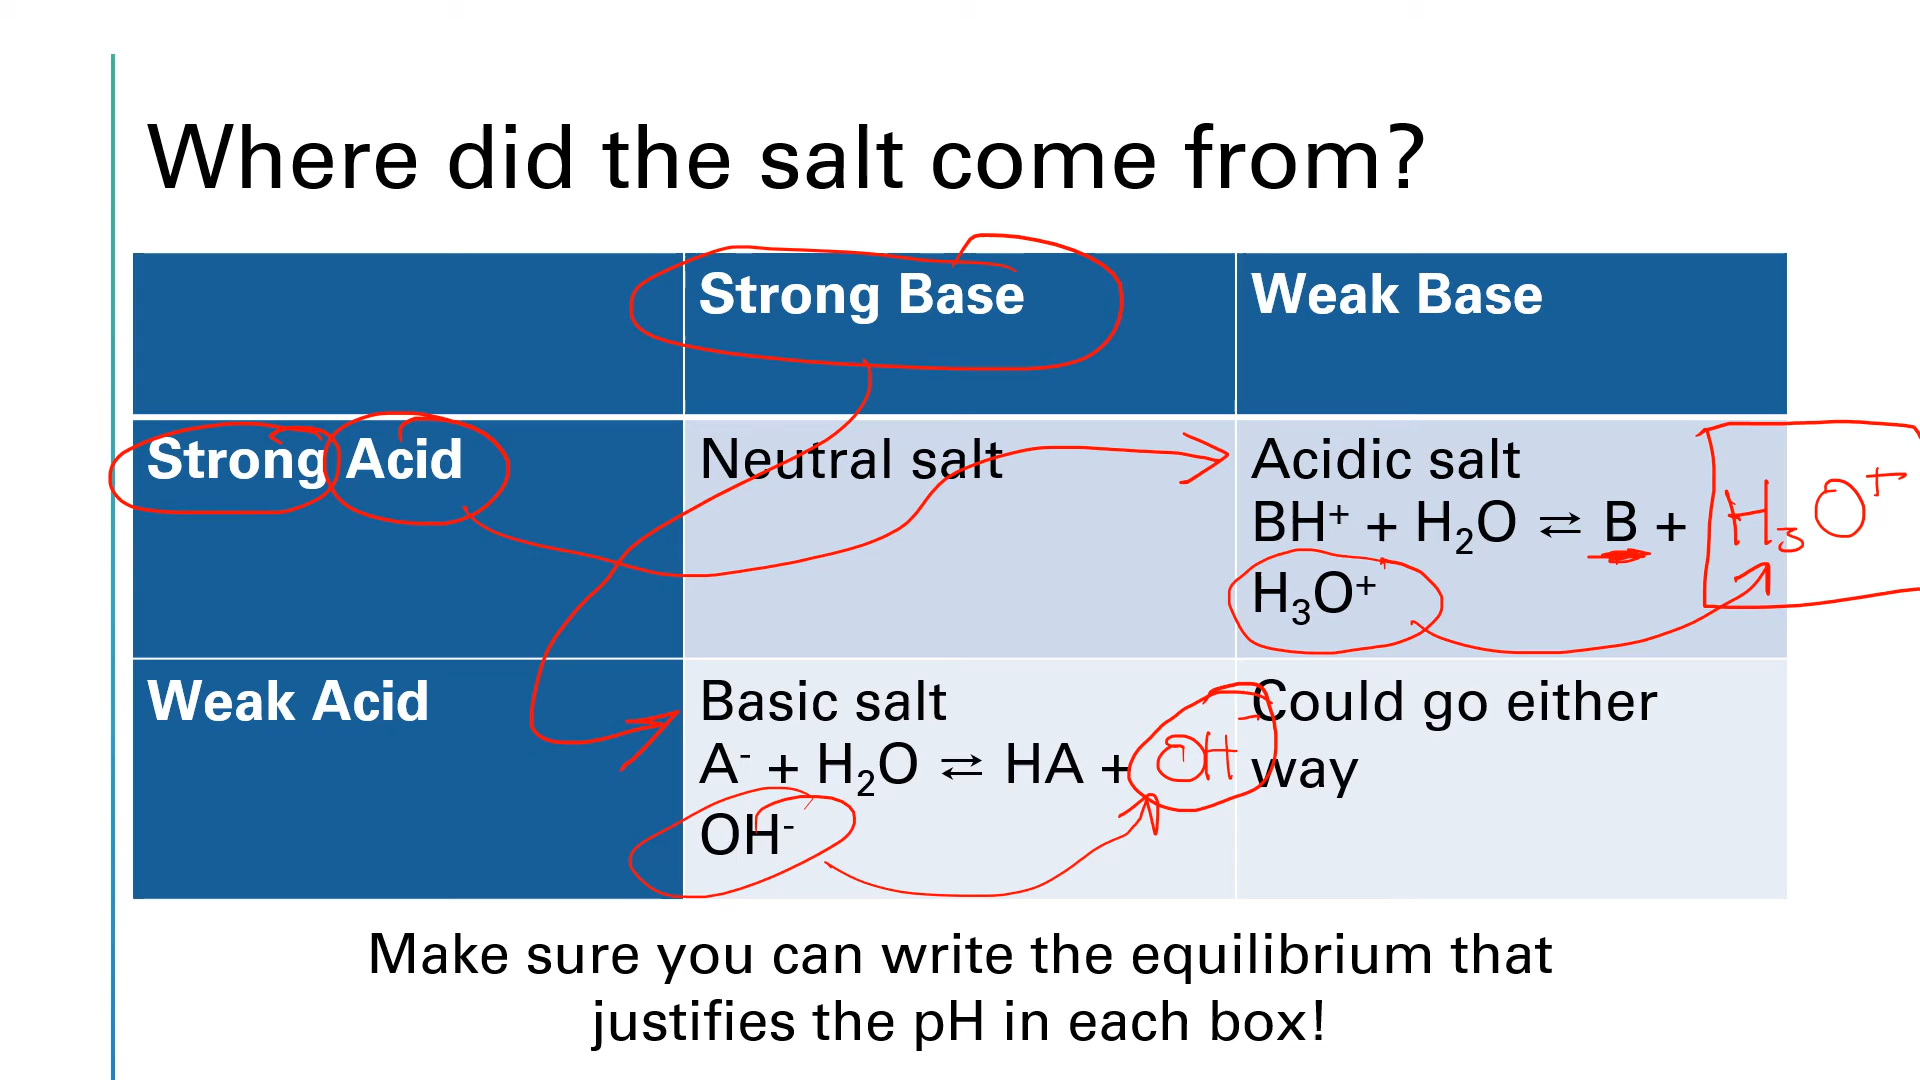 Where did the salt come from?
Strong Base
Weak Base
Strong Acid
Neutral salt
Acidic salt
BH⁺ + H₂O ⇌ B +
H₃O⁺
H₃O⁺
Weak Acid
Basic salt
A⁻ + H₂O ⇌ HA +
OH⁻
OH⁻
Could go either
way
Make sure you can write the equilibrium that
justifies the pH in each box!